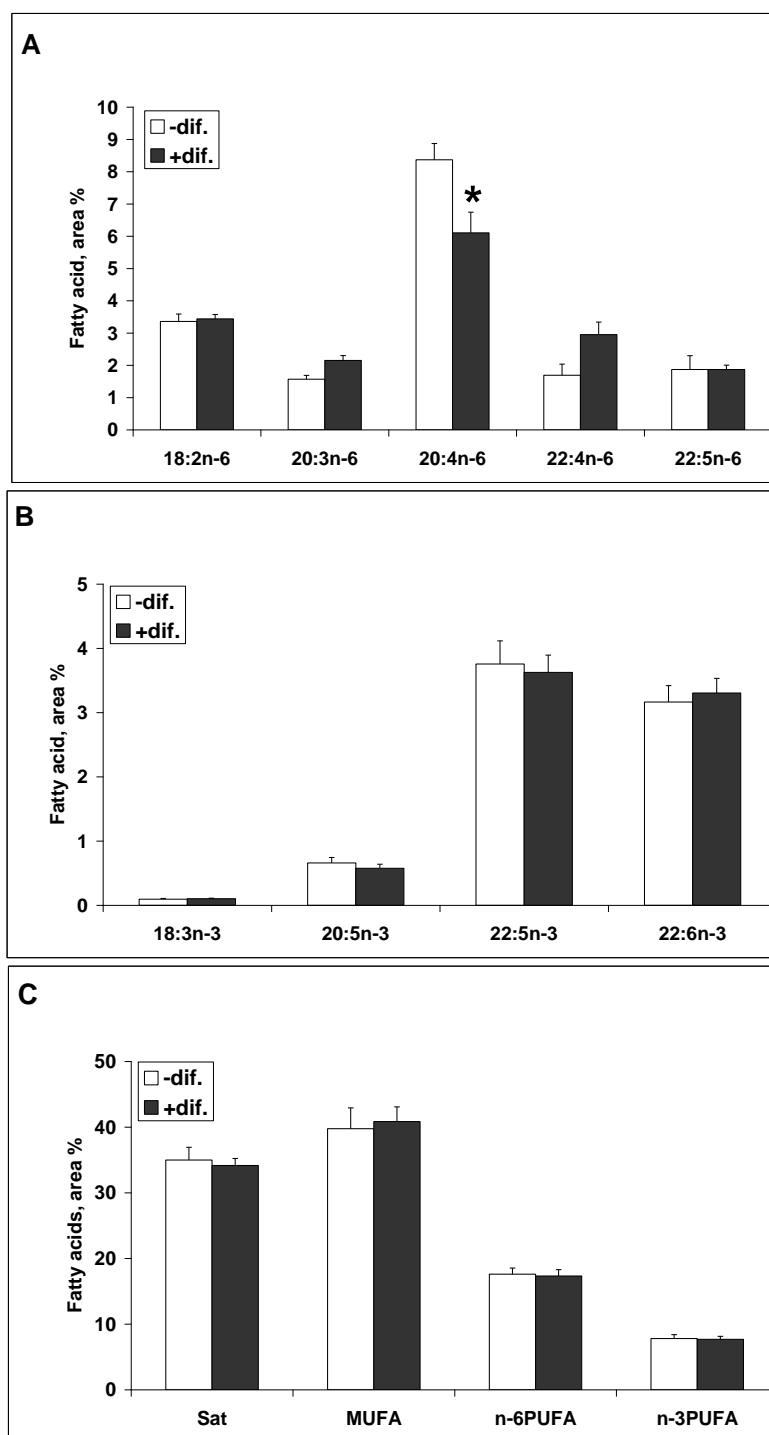 A
-dif.
+dif.
Fatty acid, area %
10
9
8
7
6
5
4
3
2
1
0
*
18:2n-6 20:3n-6 20:4n-6 22:4n-6 22:5n-6
B
-dif.
+dif.
Fatty acid, area %
5
4
3
2
1
0
18:3n-3 20:5n-3 22:5n-3 22:6n-3
C
-dif.
+dif.
Fatty acids, area %
50
40
30
20
10
0
Sat MUFA n-6PUFA n-3PUFA